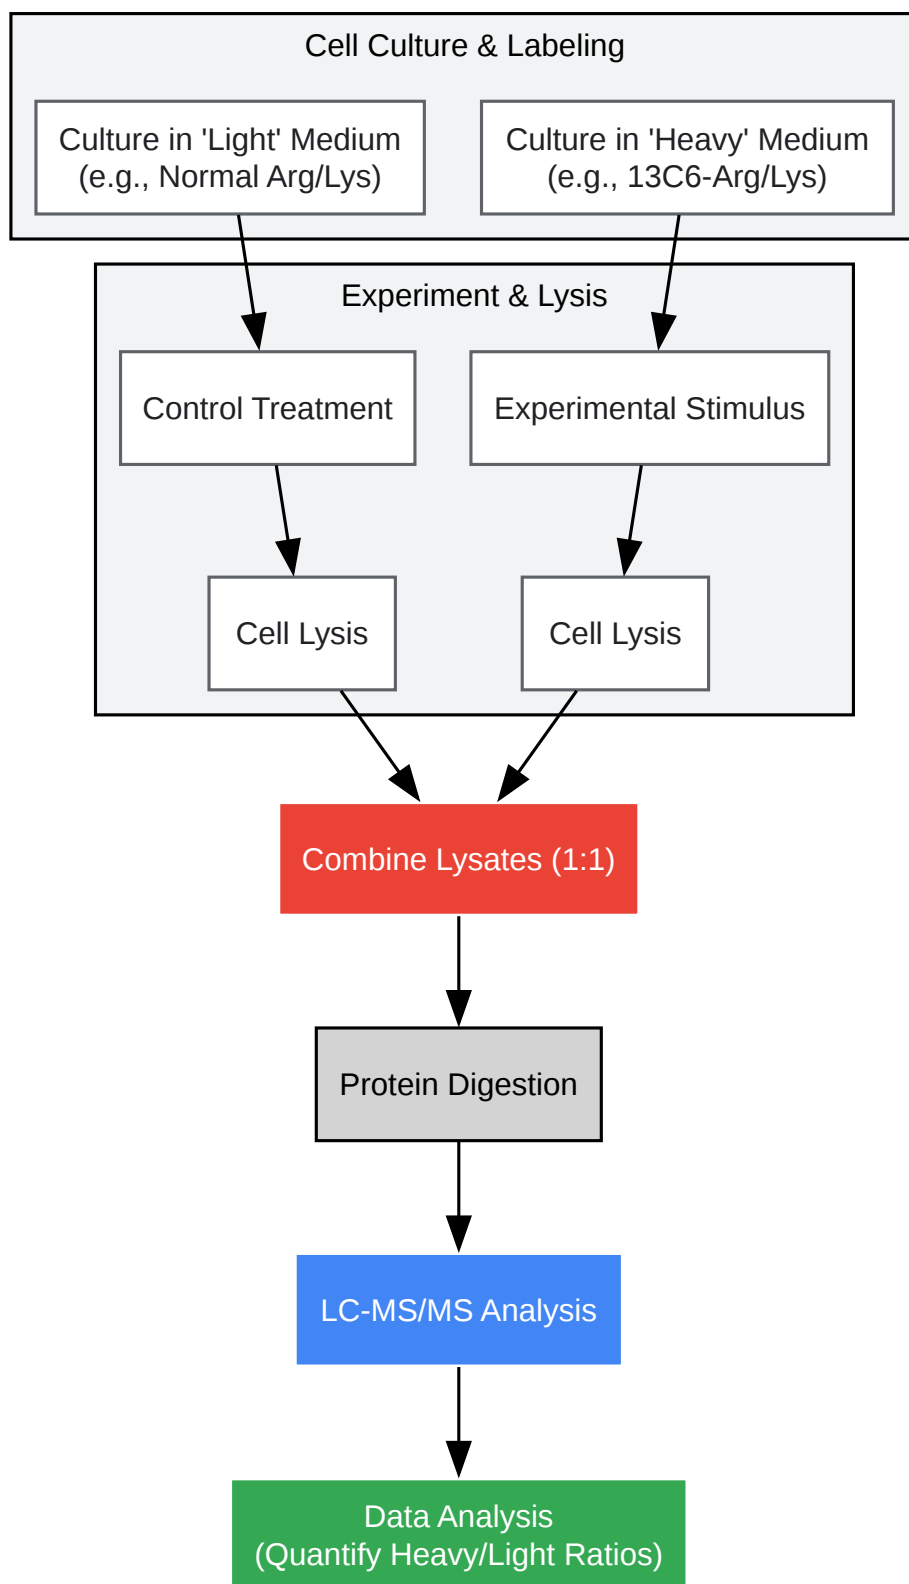 Cell Culture & Labeling
Culture in 'Light' Medium
(e.g., Normal Arg/Lys)
Culture in 'Heavy' Medium
(e.g., 13C6-Arg/Lys)
Experiment & Lysis
Control Treatment
Experimental Stimulus
Cell Lysis
Cell Lysis
Combine Lysates (1:1)
Protein Digestion
LC-MS/MS Analysis
Data Analysis
(Quantify Heavy/Light Ratios)